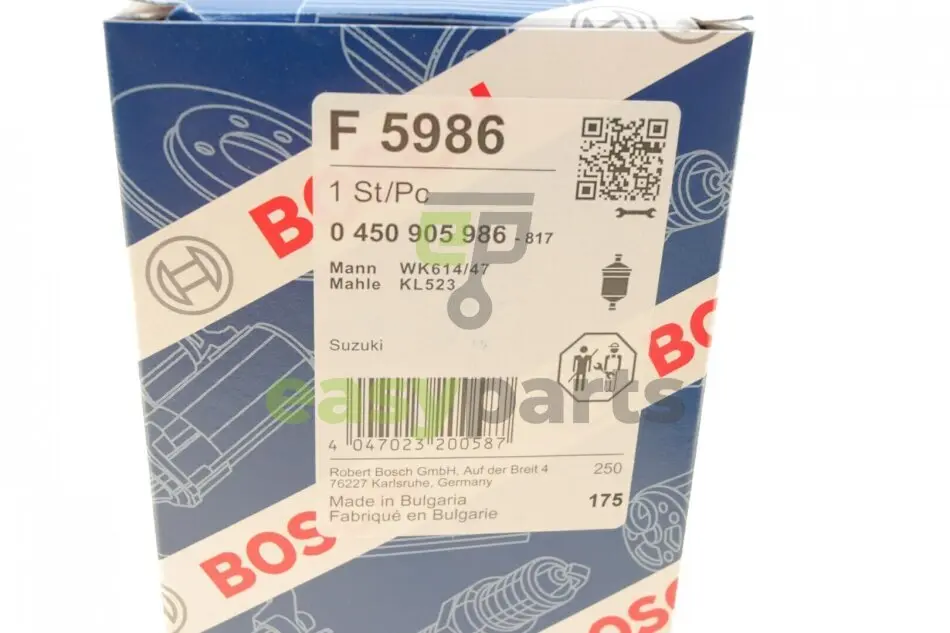 F 5986
1 St/Pc
0 450 905 986 - 817
Mann WK614/47
Mahle KL523
Suzuki
easyparts
4 047023 200587
Robert Bosch GmbH, Auf der Breit 4
76227 Karlsruhe, Germany
250
Made in Bulgaria
175
Fabriqué en Bulgarie
BOSCH
BOS
BOSCH